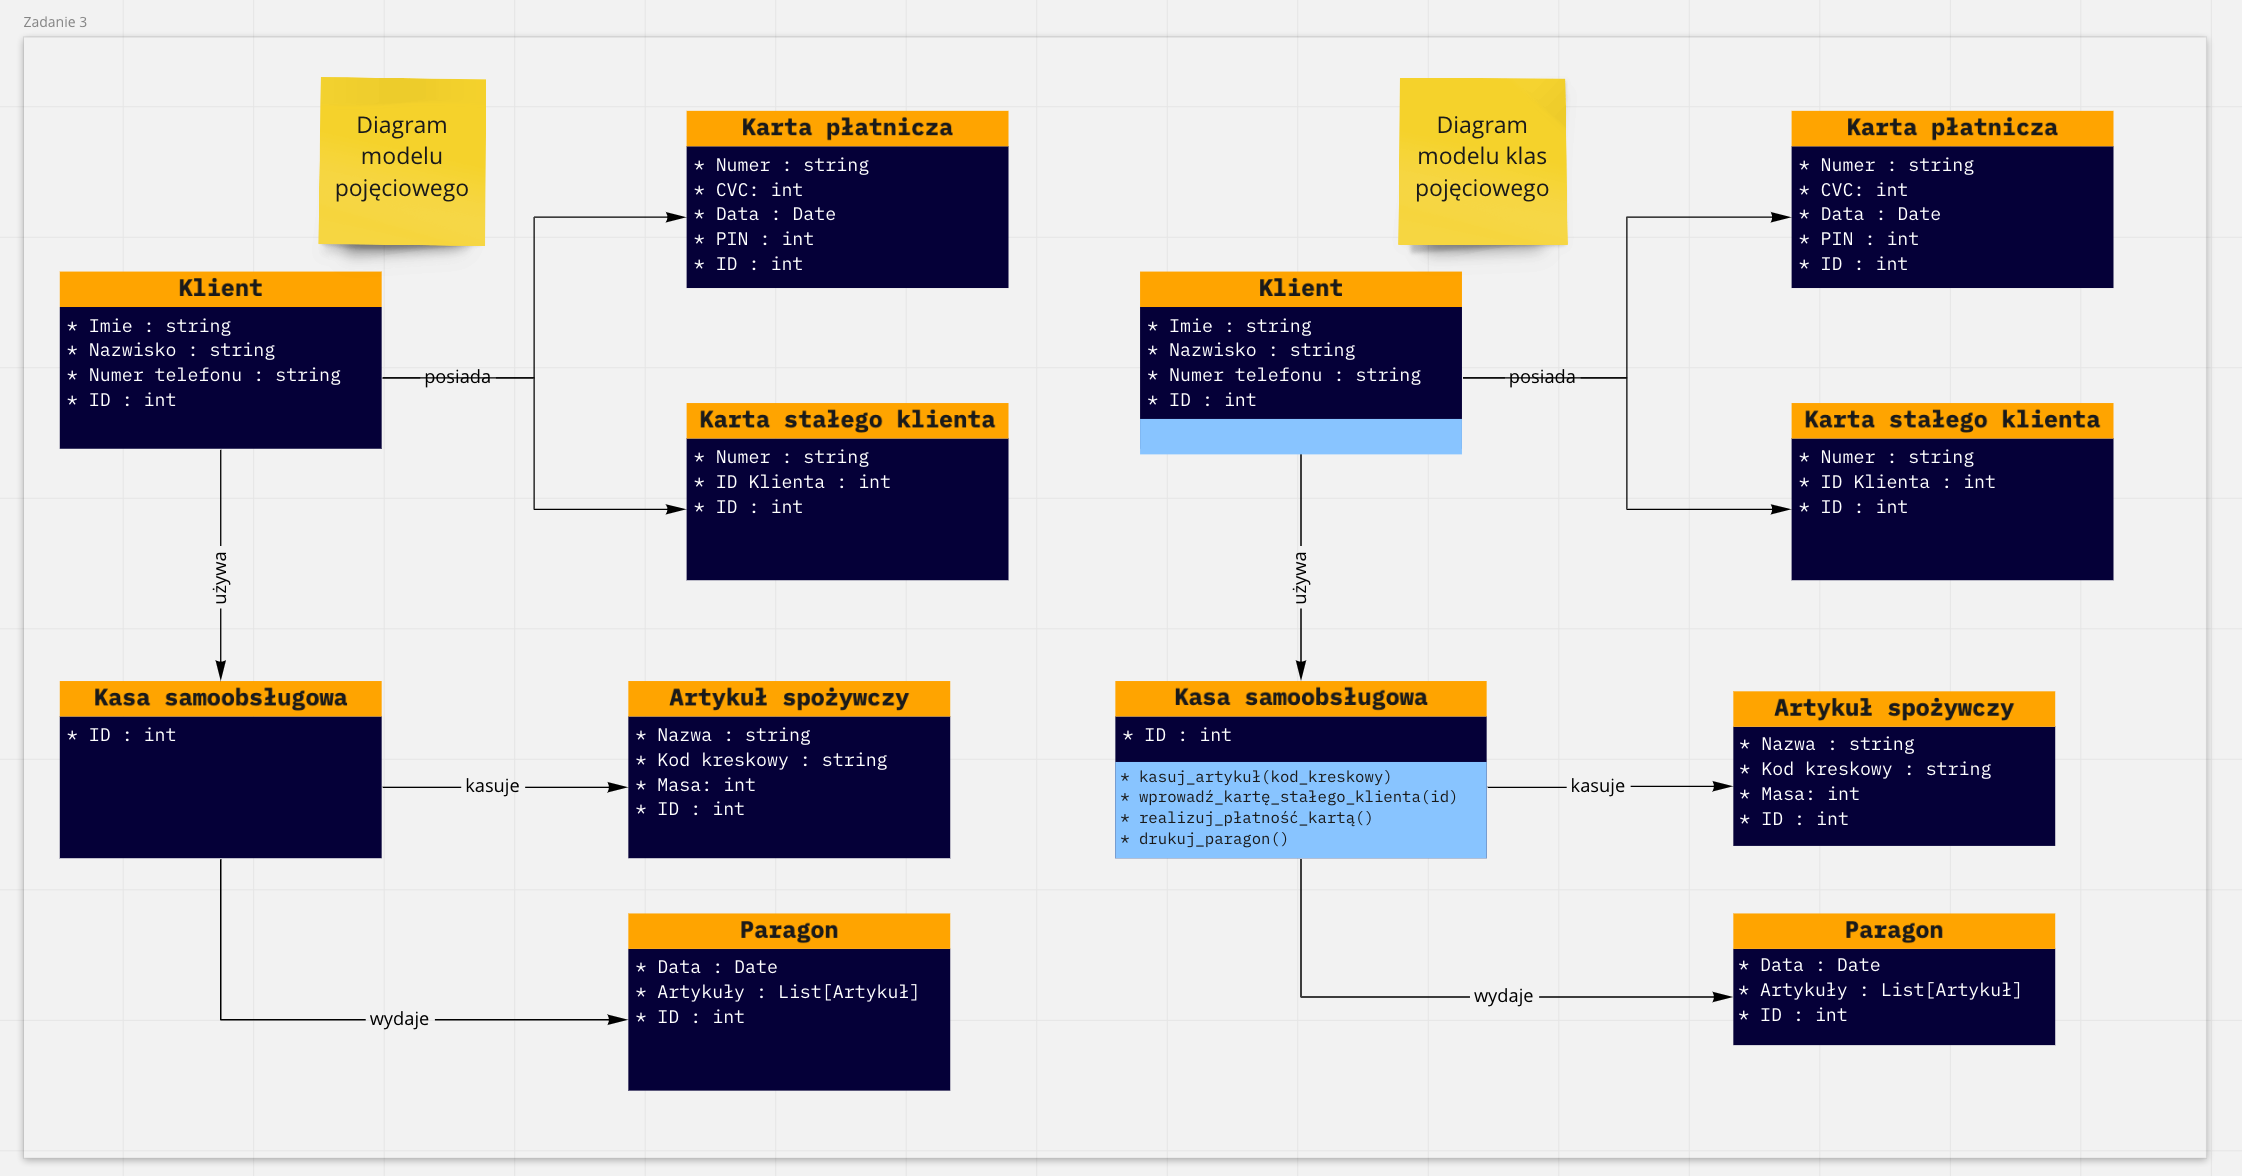 Zadanie 3
Diagram
modelu
pojęciowego
Karta płatnicza
* Numer : string
* CVC: int
* Data : Date
* PIN : int
* ID : int
Klient
* Imie : string
* Nazwisko : string
* Numer telefonu : string
* ID : int
posiada
Karta stałego klienta
* Numer : string
* ID Klienta : int
* ID : int
używa
Kasa samoobsługowa
* ID : int
kasuje
Artykuł spożywczy
* Nazwa : string
* Kod kreskowy : string
* Masa: int
* ID : int
wydaje
Paragon
* Data : Date
* Artykuły : List[Artykuł]
* ID : int
Diagram
modelu klas
pojęciowego
Karta płatnicza
* Numer : string
* CVC: int
* Data : Date
* PIN : int
* ID : int
Klient
* Imie : string
* Nazwisko : string
* Numer telefonu : string
* ID : int
posiada
Karta stałego klienta
* Numer : string
* ID Klienta : int
* ID : int
używa
Kasa samoobsługowa
* ID : int
* kasuj_artykuł(kod_kreskowy)
* wprowadź_kartę_stałego_klienta(id)
* realizuj_płatność_kartą()
* drukuj_paragon()
kasuje
Artykuł spożywczy
* Nazwa : string
* Kod kreskowy : string
* Masa: int
* ID : int
wydaje
Paragon
* Data : Date
* Artykuły : List[Artykuł]
* ID : int